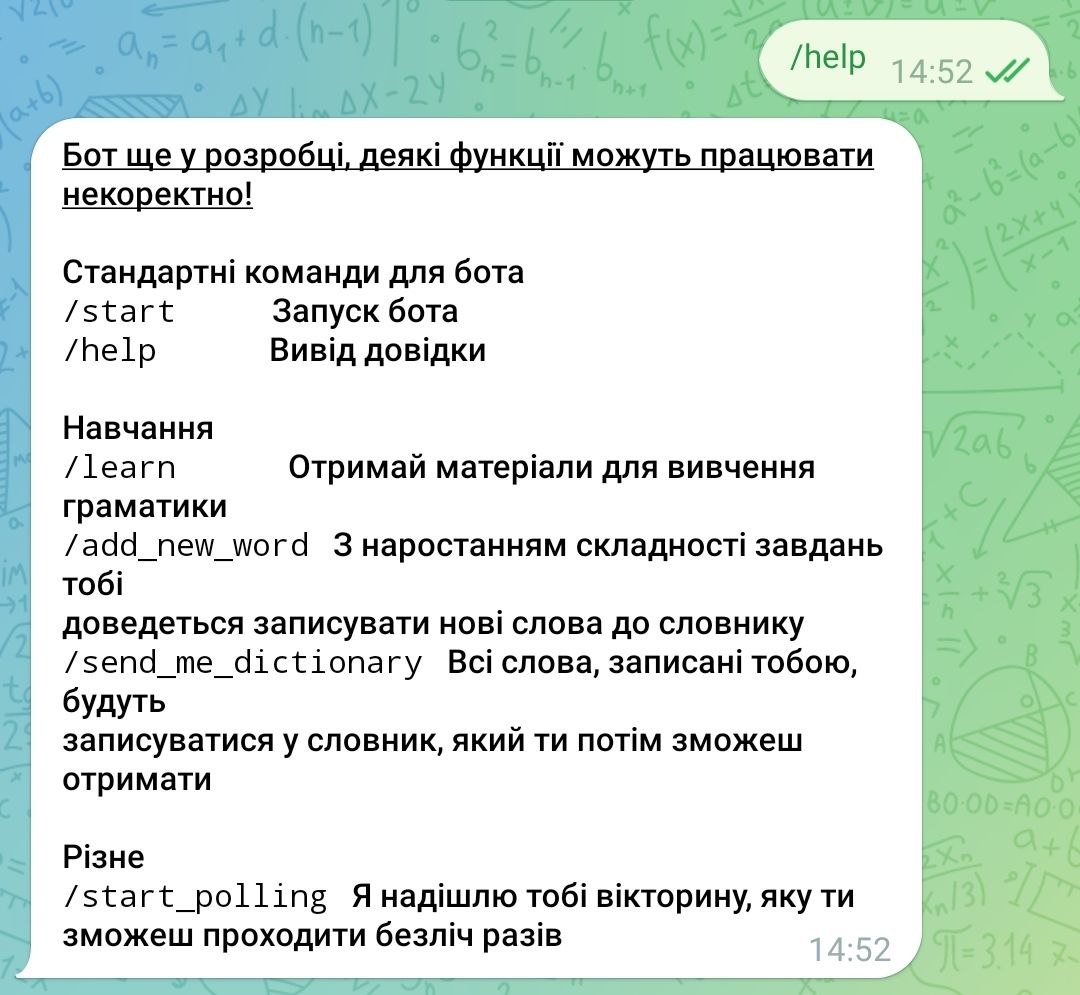 /help 14:52
Бот ще у розробці, деякі функції можуть працювати
некоректно!
Стандартні команди для бота
/start Запуск бота
/help Вивід довідки
Навчання
/learn Отримай матеріали для вивчення
граматики
/add_new_word З наростанням складності завдань
тобі
доведеться записувати нові слова до словнику
/send_me_dictionary Всі слова, записані тобою,
будуть
записуватися у словник, який ти потім зможеш
отримати
Різне
/start_polling Я надішлю тобі вікторину, яку ти
зможеш проходити безліч разів
14:52